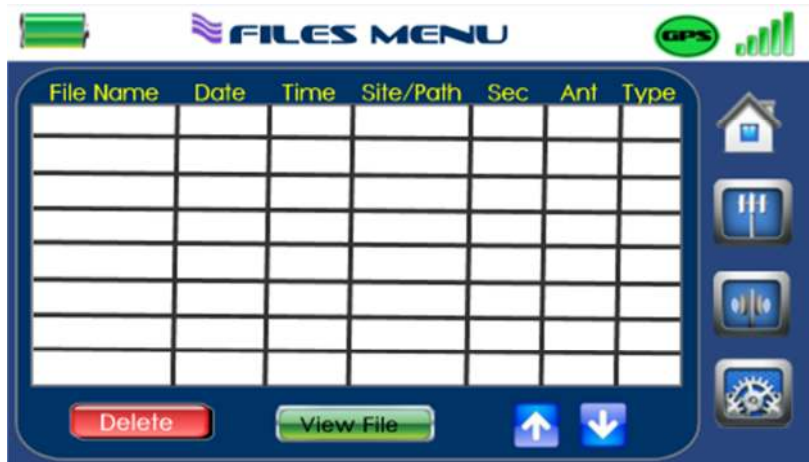 FILES MENU GPS
File Name Date Time Site/Path Sec Ant Type
Delete View File